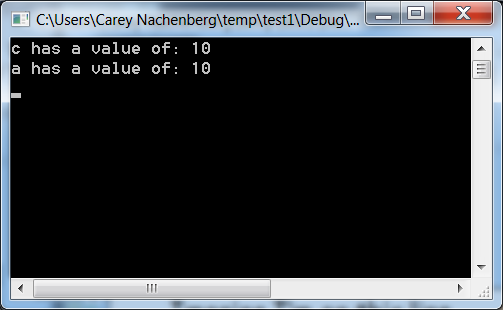 C:\Users\Carey Nachenberg\temp\test1\Debug\...
c has a value of: 10
a has a value of: 10